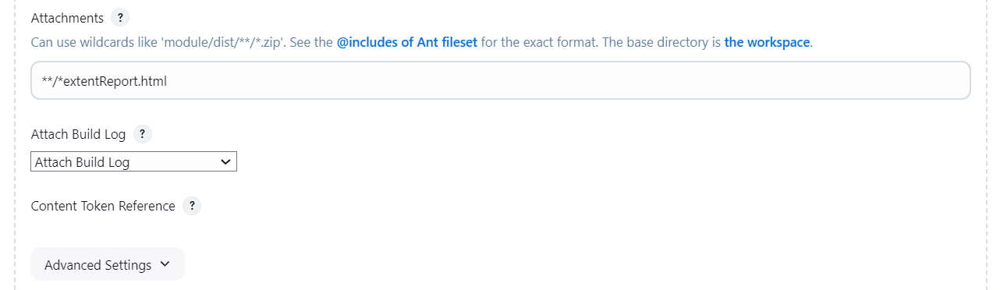 Attachments ?
Can use wildcards like 'module/dist/**/*.zip'. See the @includes of Ant fileset for the exact format. The base directory is the workspace.
**/*extentReport.html
Attach Build Log ?
Attach Build Log
Content Token Reference ?
Advanced Settings